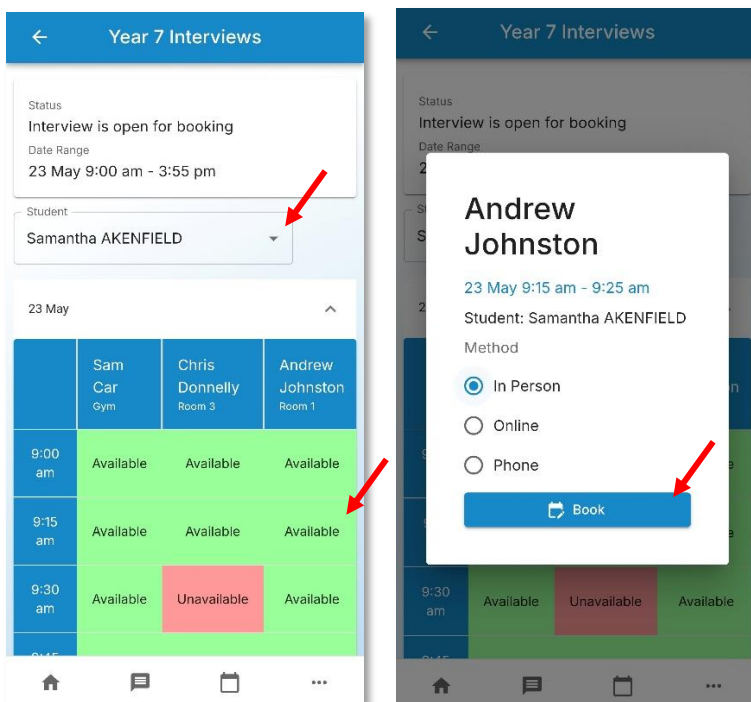 Year 7 Interviews
Status
Interview is open for booking
Date Range
23 May 9:00 am - 3:55 pm
Student
Samantha AKENFIELD
23 May
Sam Car Gym
Chris Donnelly Room 3
Andrew Johnston Room 1
9:00 am Available Available Available
9:15 am Available Available Available
9:30 am Available Unavailable Available
Year 7 Interviews
Status
Interview is open for booking
Date Range
2
S
2
Andrew
Johnston
23 May 9:15 am - 9:25 am
Student: Samantha AKENFIELD
Method
In Person
Online
Phone
Book
9:30 am Available Unavailable Available